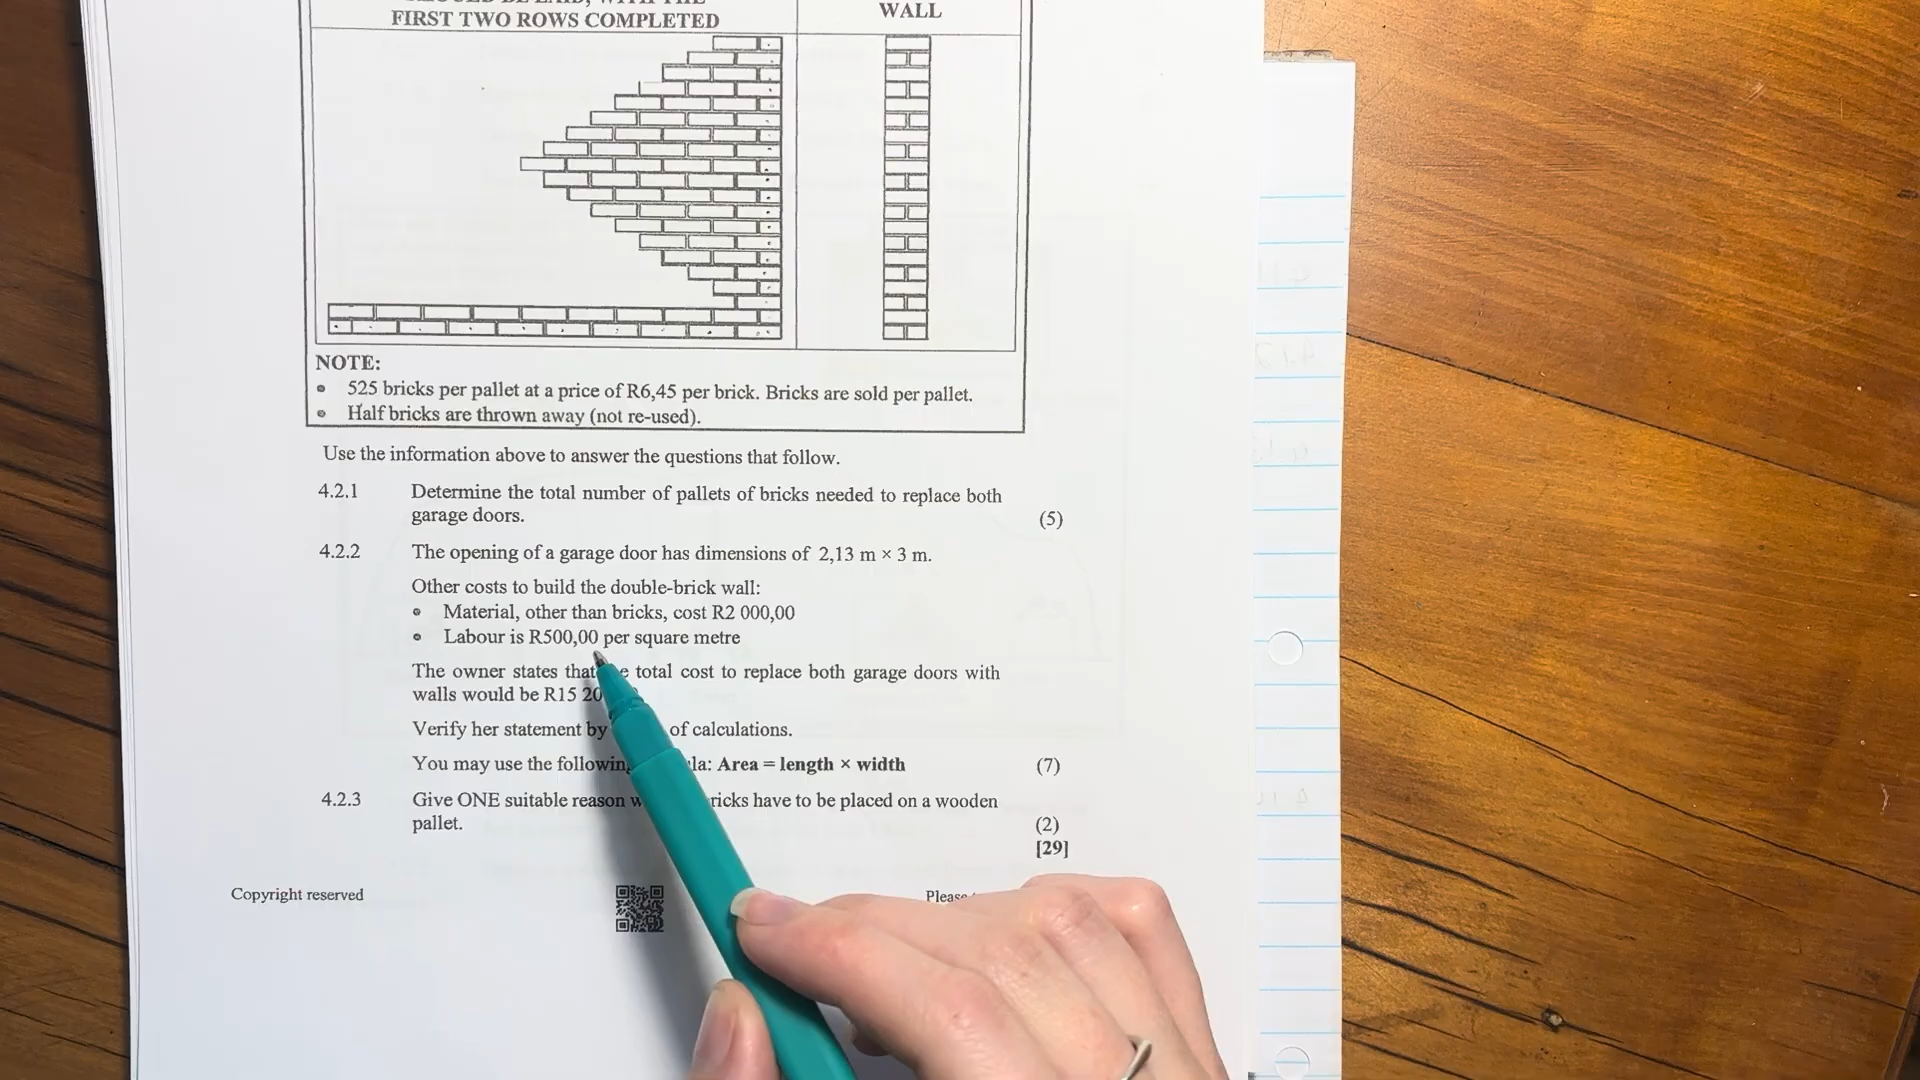 FIRST TWO ROWS COMPLETED
WALL
NOTE:
• 525 bricks per pallet at a price of R6,45 per brick. Bricks are sold per pallet.
• Half bricks are thrown away (not re-used).
Use the information above to answer the questions that follow.
4.2.1 Determine the total number of pallets of bricks needed to replace both
garage doors. (5)
4.2.2 The opening of a garage door has dimensions of 2,13 m × 3 m.
Other costs to build the double-brick wall:
• Material, other than bricks, cost R2 000,00
• Labour is R500,00 per square metre
The owner states that total cost to replace both garage doors with
walls would be R15 20
Verify her statement by of calculations.
You may use the following Area = length × width (7)
4.2.3 Give ONE suitable reason have to be placed on a wooden
pallet. (2)
[29]
Copyright reserved